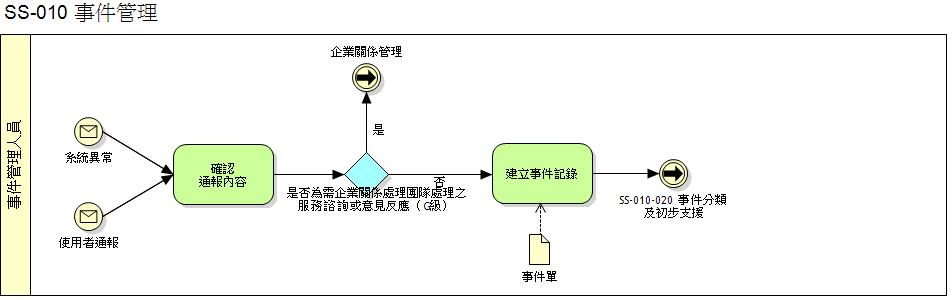 SS-010 事件管理
事件管理人員
企業關係管理
是
系統異常
確認
通報內容
否
建立事件記錄
是否為需企業關係處理團隊處理之
服務諮詢或意見反應（G級）
SS-010-020 事件分類
及初步支援
使用者通報
事件單